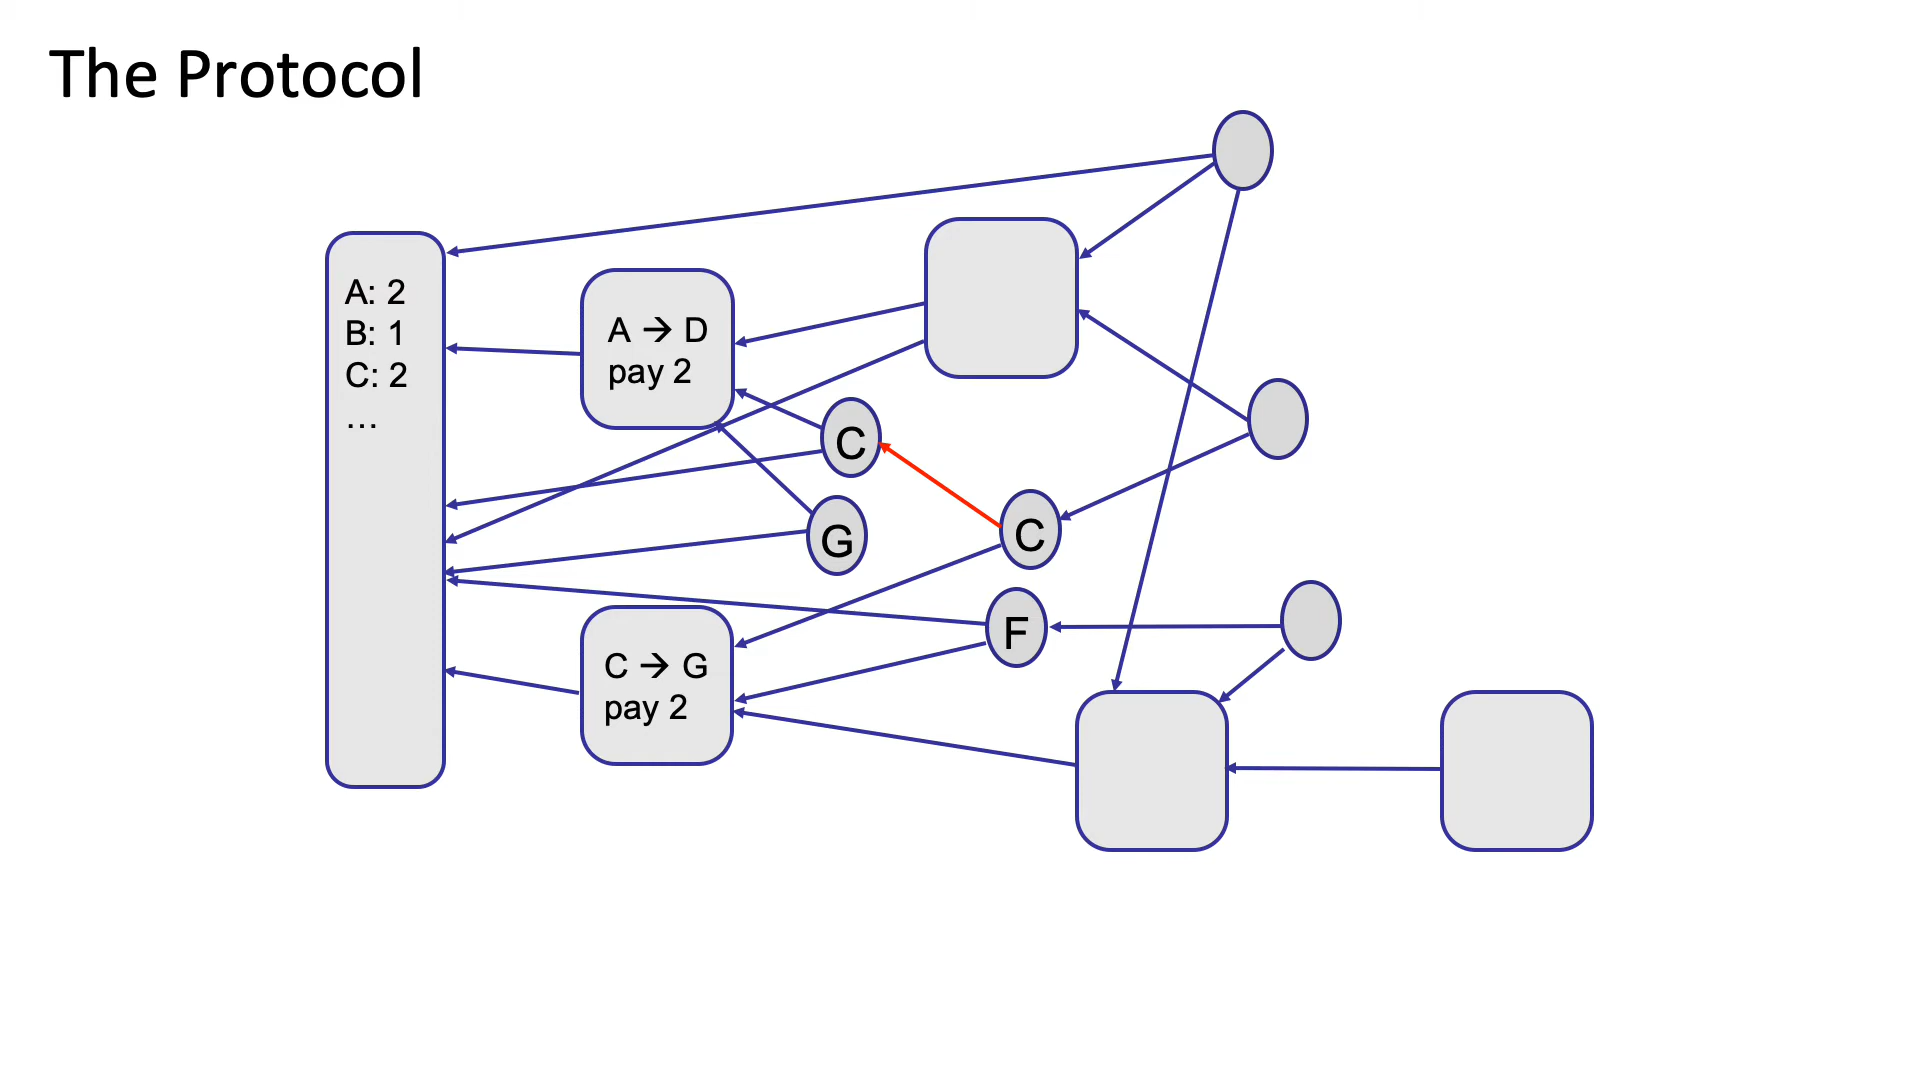 The Protocol
A: 2
B: 1
C: 2
...
A → D
pay 2
C
G
C
F
C → G
pay 2